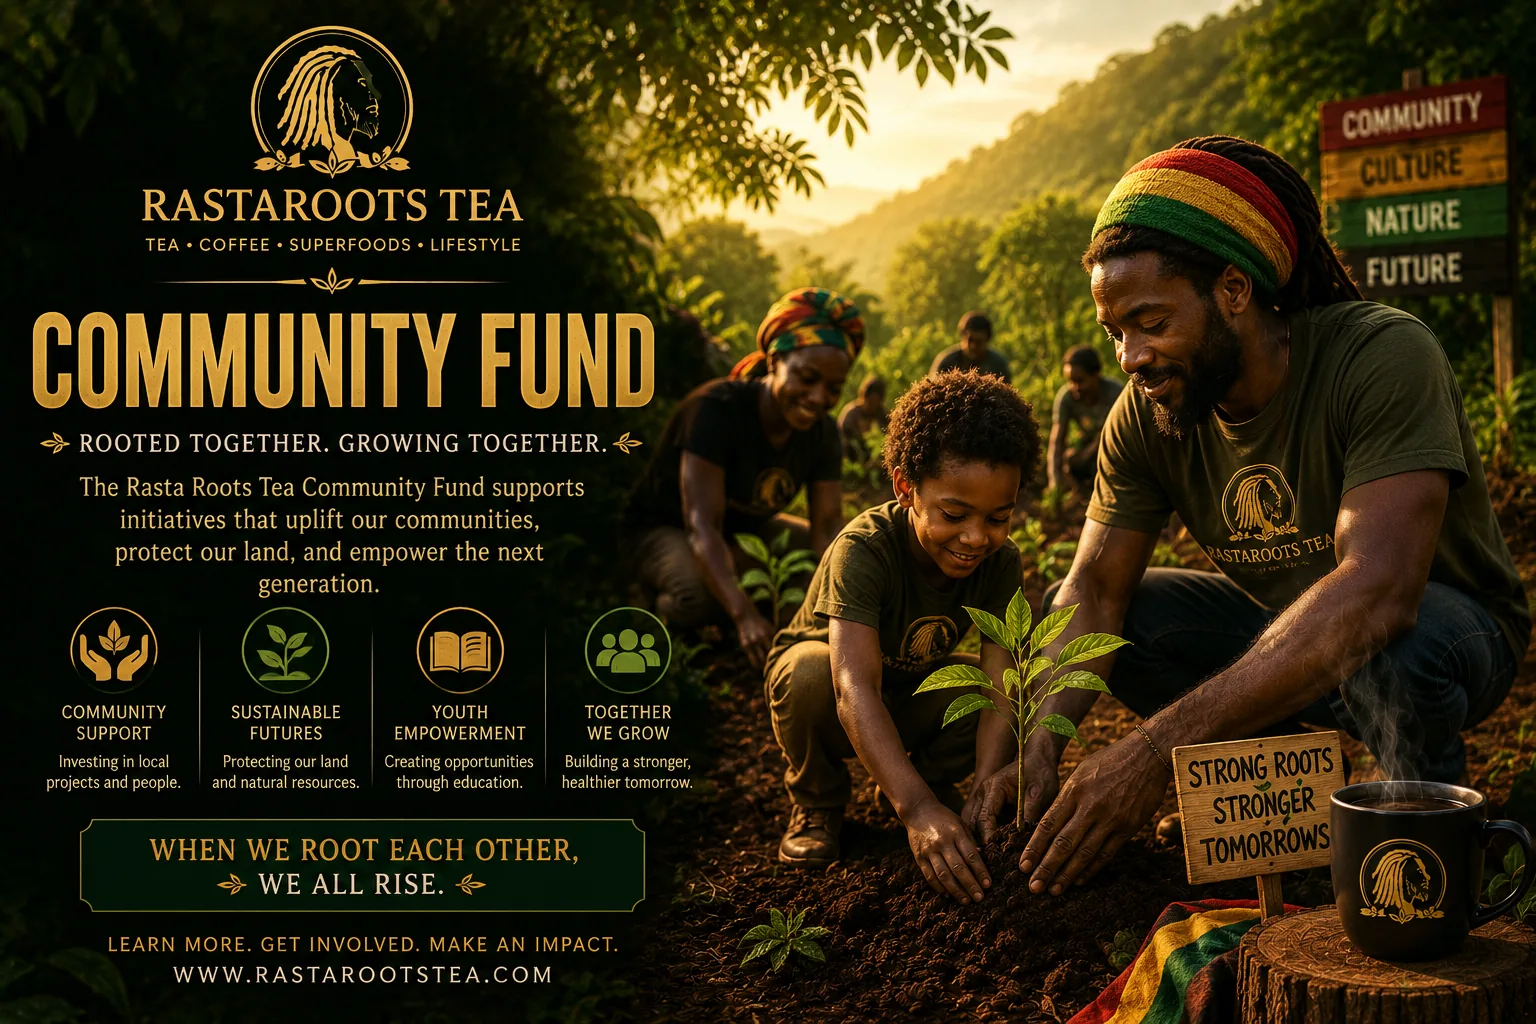 RASTAROOTS TEA
TEA • COFFEE • SUPERFOODS • LIFESTYLE
COMMUNITY FUND
ROOTED TOGETHER. GROWING TOGETHER.
The Rasta Roots Tea Community Fund supports
initiatives that uplift our communities,
protect our land, and empower the next
generation.
COMMUNITY
SUPPORT
Investing in local
projects and people.
SUSTAINABLE
FUTURES
Protecting our land
and natural resources.
YOUTH
EMPOWERMENT
Creating opportunities
through education.
TOGETHER
WE GROW
Building a stronger,
healthier tomorrow.
WHEN WE ROOT EACH OTHER,
WE ALL RISE.
LEARN MORE. GET INVOLVED. MAKE AN IMPACT.
WWW.RASTAROOTSTEA.COM
COMMUNITY
CULTURE
NATURE
FUTURE
RASTAROOTS TEA
STRONG ROOTS
STRONGER
TOMORROWS